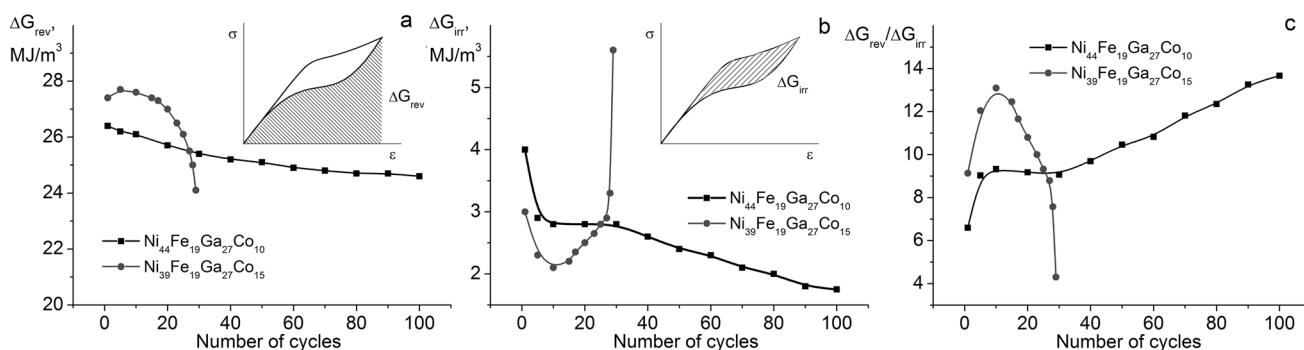 ΔG_rev,
MJ/m³
28
26
24
22
20
0 20 40 60 80 100
Number of cycles
Ni₄₄Fe₁₉Ga₂₇Co₁₀
Ni₃₉Fe₁₉Ga₂₇Co₁₅
a
σ
ΔG_rev
ε
ΔG_irr,
MJ/m³
5
4
3
2
0 20 40 60 80 100
Number of cycles
Ni₄₄Fe₁₉Ga₂₇Co₁₀
Ni₃₉Fe₁₉Ga₂₇Co₁₅
b
σ
ΔG_irr
ε
ΔG_rev/ΔG_irr
14
13
12
10
9
8
6
4
0 20 40 60 80 100
Number of cycles
Ni₄₄Fe₁₉Ga₂₇Co₁₀
Ni₃₉Fe₁₉Ga₂₇Co₁₅
c